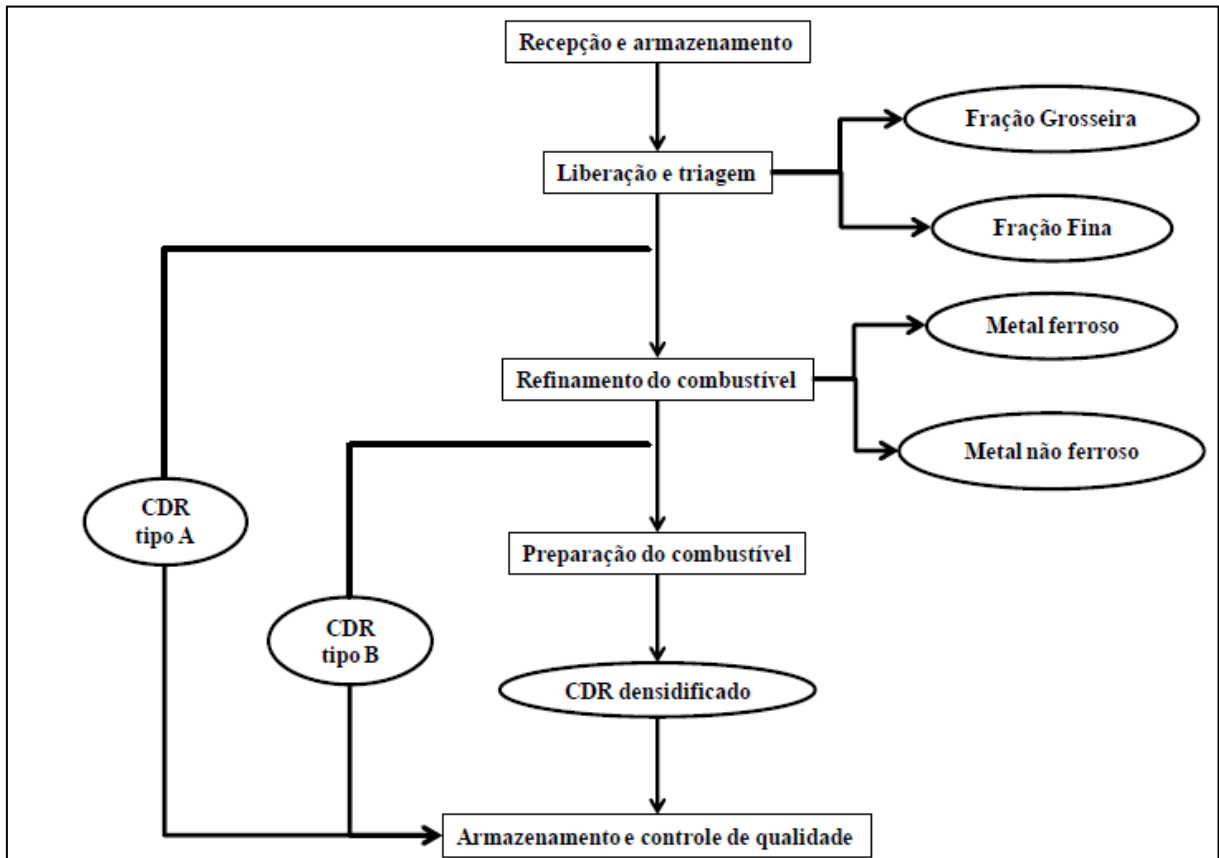 Recepção e armazenamento
Fração Grosseira
Liberação e triagem
Fração Fina
Metal ferroso
Refinamento do combustível
Metal não ferroso
CDR
tipo A
Preparação do combustível
CDR
tipo B
CDR densidificado
Armazenamento e controle de qualidade